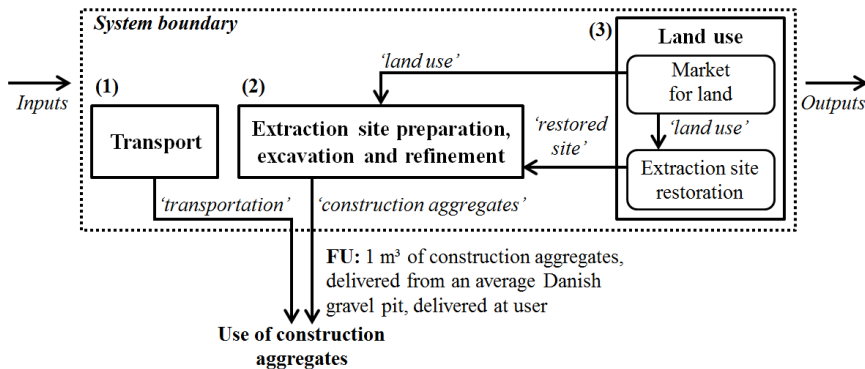 System boundary
(3)
Land use
Inputs
(1)
Transport
(2)
Extraction site preparation,
excavation and refinement
‘land use’
Market
for land
‘land use’
‘restored
site’
Extraction site
restoration
Outputs
‘transportation’
‘construction aggregates’
FU: 1 m³ of construction aggregates,
delivered from an average Danish
gravel pit, delivered at user
Use of construction
aggregates